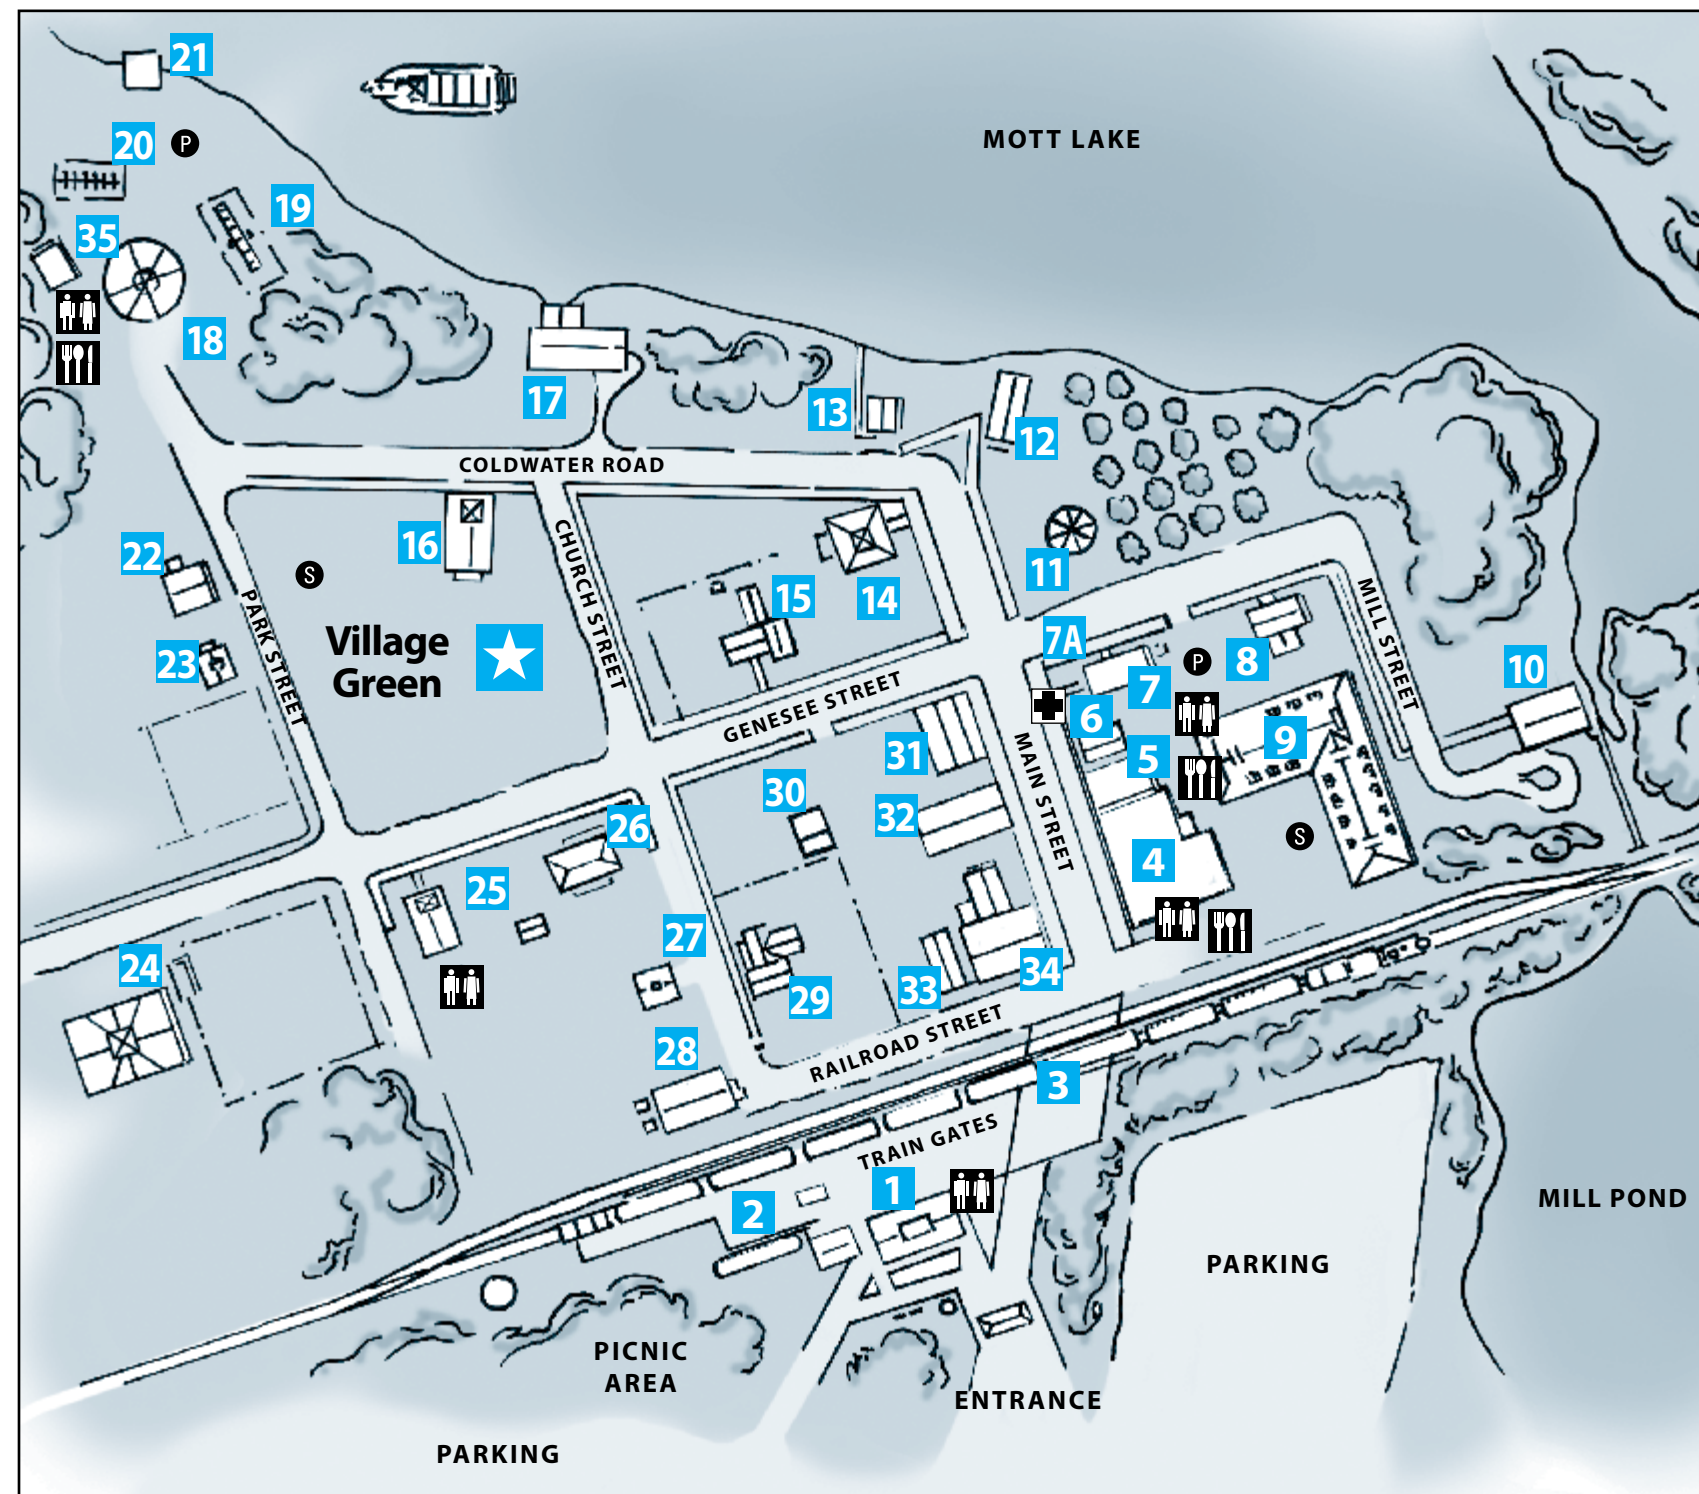 21
MOTT LAKE
20
P
19
35
18
17
13
12
COLDWATER ROAD
16
CHURCH STREET
22
S
11
15
14
PARK STREET
Village
Green
23
7A
MILL STREET
P
8
10
7
GENESEE STREET
6
9
31
5
MAIN STREET
30
32
26
S
4
25
27
24
34
33
29
RAILROAD STREET
28
3
TRAIN GATES
1
2
MILL POND
PARKING
PICNIC
AREA
ENTRANCE
PARKING